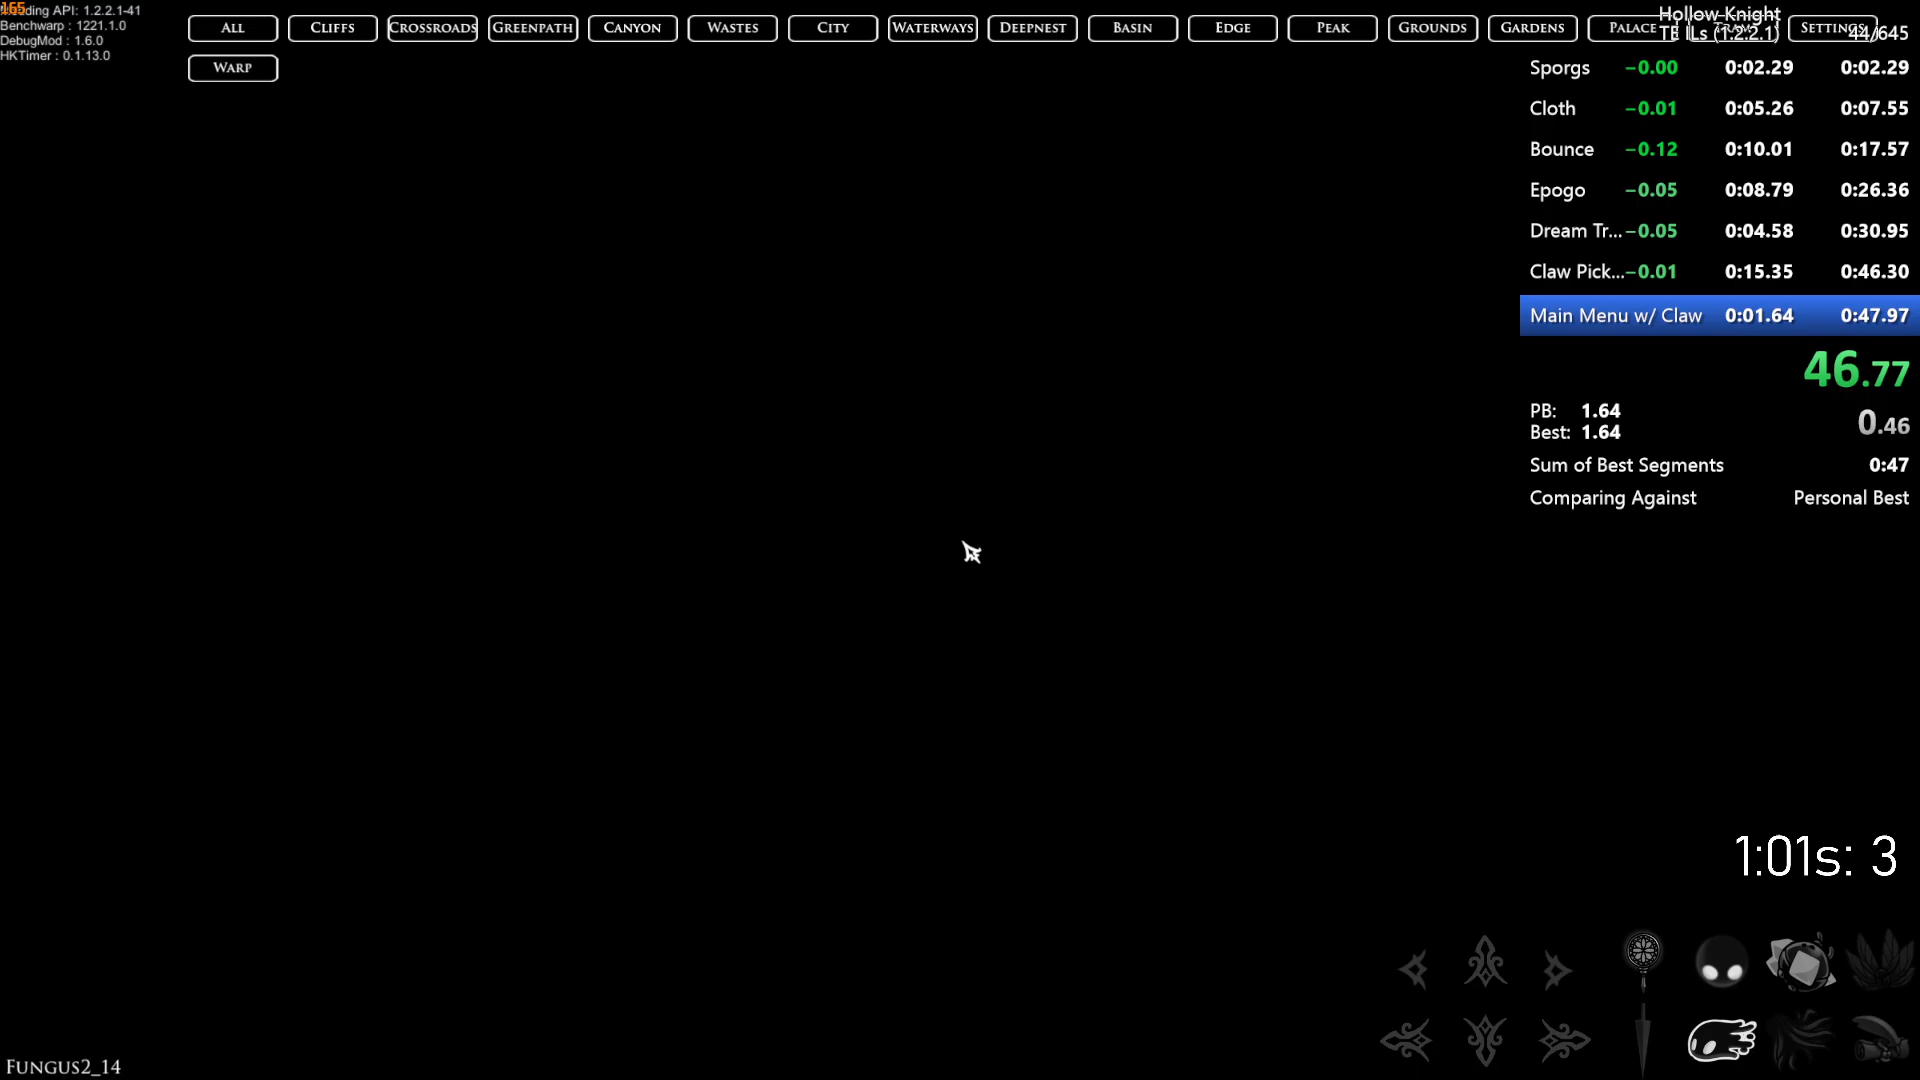 165
ding API: 1.2.2.1-41
Benchwarp : 1221.1.0
DebugMod : 1.6.0
HKTimer : 0.1.13.0
ALL CLIFFS CROSSROADS GREENPATH CANYON WASTES CITY WATERWAYS DEEPNEST BASIN EDGE PEAK GROUNDS GARDENS PALACE SETTINGS
WARP
Hollow Knight
TE ILs (1.2.2.1) 44/645
Sporgs −0.00 0:02.29 0:02.29
Cloth −0.01 0:05.26 0:07.55
Bounce −0.12 0:10.01 0:17.57
Epogo −0.05 0:08.79 0:26.36
Dream Tr... −0.05 0:04.58 0:30.95
Claw Pick... −0.01 0:15.35 0:46.30
Main Menu w/ Claw 0:01.64 0:47.97
46.77
PB: 1.64
Best: 1.64
0.46
Sum of Best Segments 0:47
Comparing Against Personal Best
1:01s: 3
FUNGUS2_14